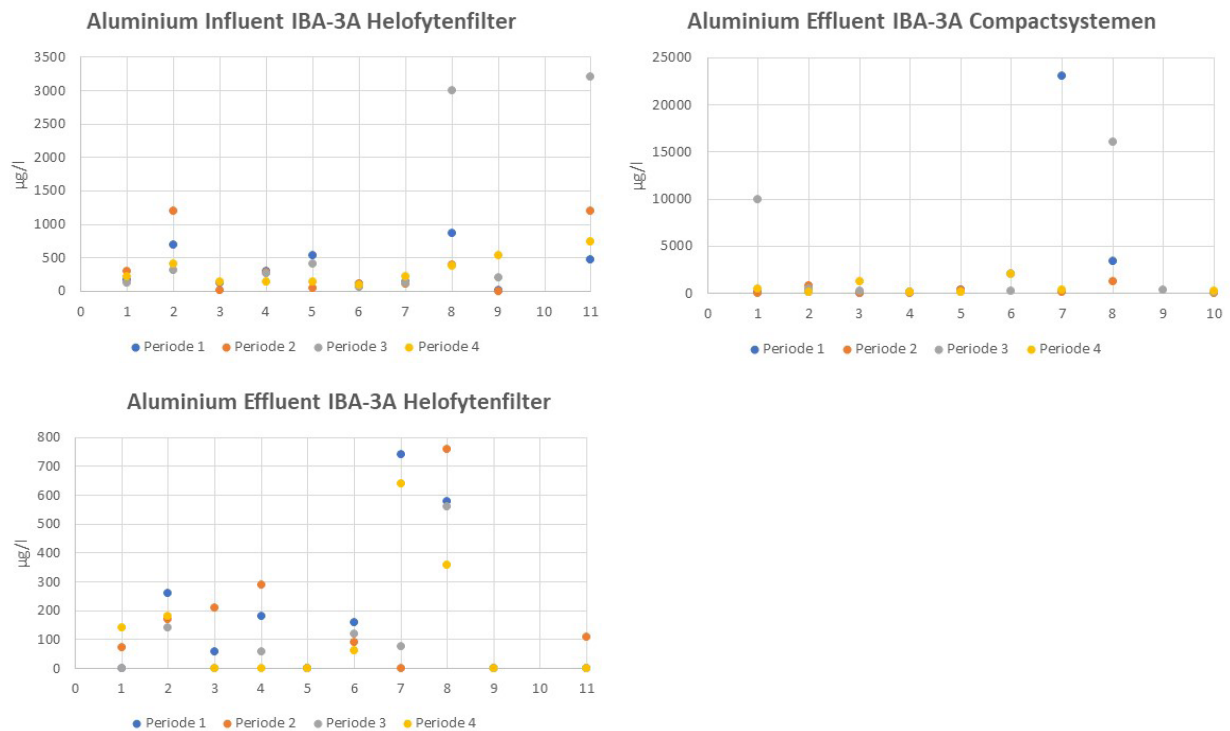 Aluminium Influent IBA-3A Helofytenfilter
3500
3000
2500
2000
1500
1000
500
0
µg/l
0 1 2 3 4 5 6 7 8 9 10 11
Periode 1 Periode 2 Periode 3 Periode 4
Aluminium Effluent IBA-3A Compactsystemen
25000
20000
15000
10000
5000
0
µg/l
0 1 2 3 4 5 6 7 8 9 10
Periode 1 Periode 2 Periode 3 Periode 4
Aluminium Effluent IBA-3A Helofytenfilter
800
700
600
500
400
300
200
100
0
µg/l
0 1 2 3 4 5 6 7 8 9 10 11
Periode 1 Periode 2 Periode 3 Periode 4